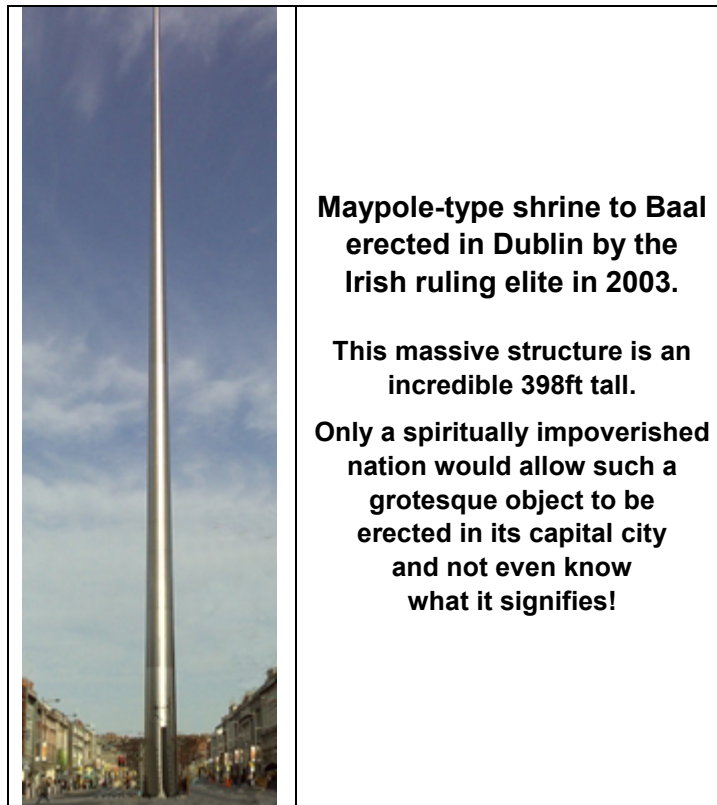 Maypole-type shrine to Baal
erected in Dublin by the
Irish ruling elite in 2003.
This massive structure is an
incredible 398ft tall.
Only a spiritually impoverished
nation would allow such a
grotesque object to be
erected in its capital city
and not even know
what it signifies!